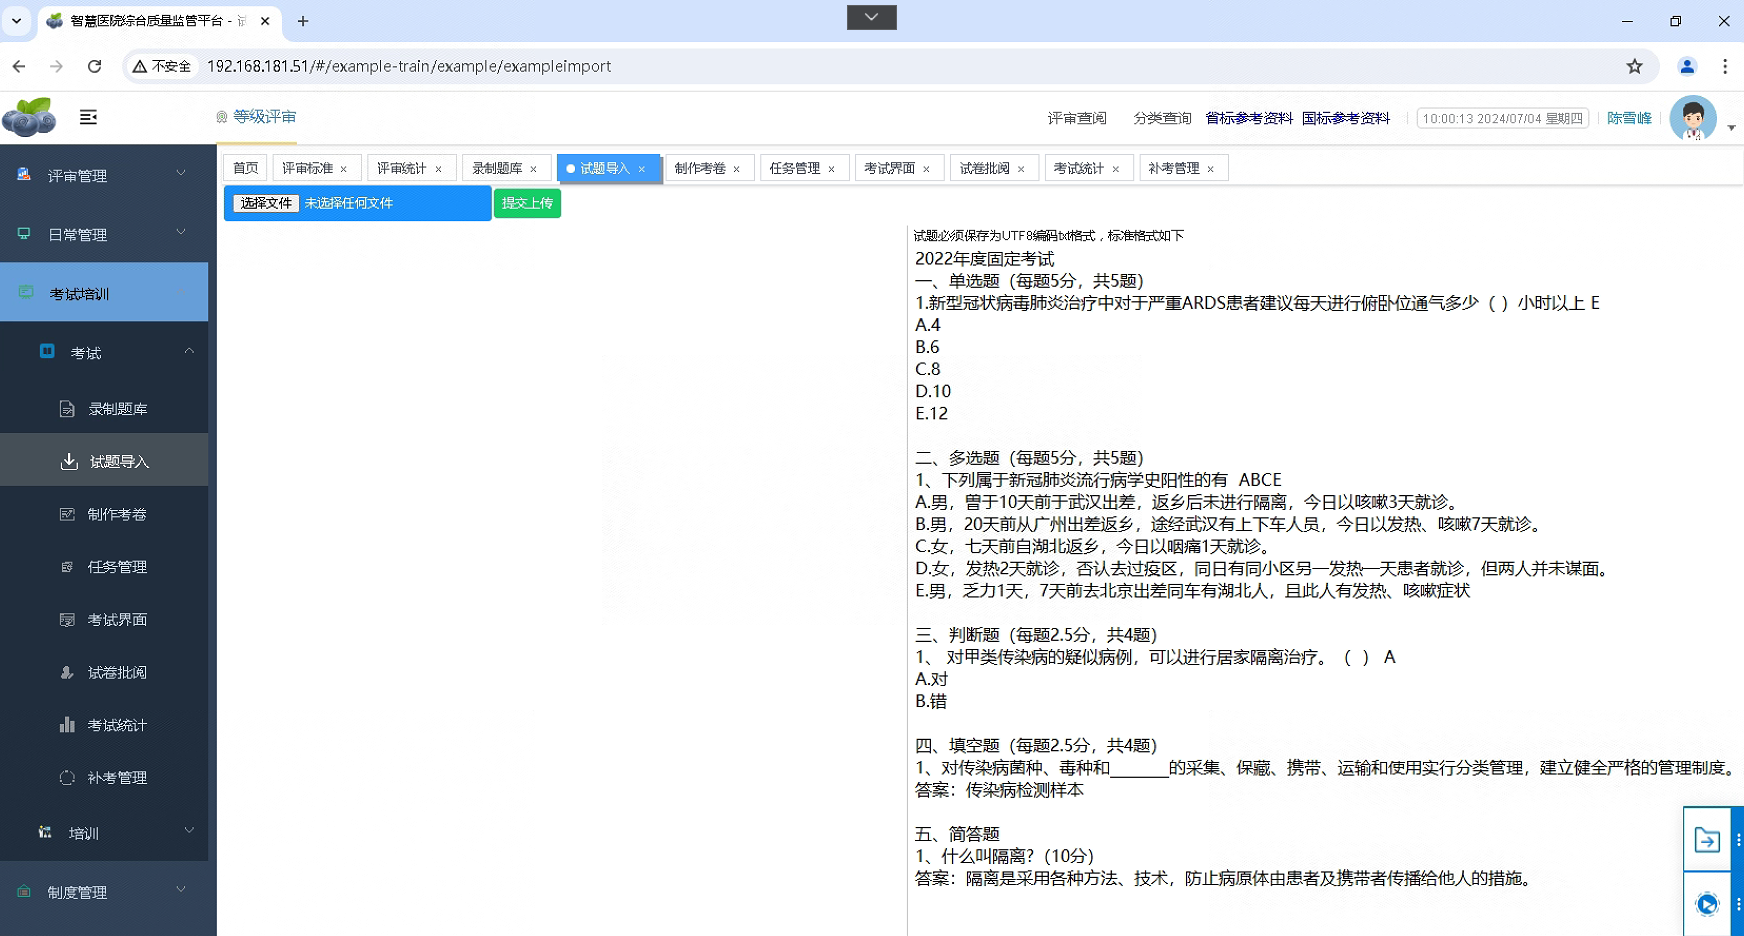 智慧医院综合质量监管平台 - 试
不安全
192.168.181.51/#/example-train/example/exampleimport
等级评审
评审查阅
分类查询
省标参考资料
国标参考资料
10:00:13 2024/07/04 星期四
陈雪峰
评审管理
日常管理
考试培训
考试
录制题库
试题导入
制作考卷
任务管理
考试界面
试卷批阅
考试统计
补考管理
培训
制度管理
首页
评审标准 ×
评审统计 ×
录制题库 ×
试题导入 ×
制作考卷 ×
任务管理 ×
考试界面 ×
试卷批阅 ×
考试统计 ×
补考管理 ×
选择文件 未选择任何文件
提交上传
试题必须保存为UTF8编码txt格式，标准格式如下
2022年度固定考试
一、单选题（每题5分，共5题）
1.新型冠状病毒肺炎治疗中对于严重ARDS患者建议每天进行俯卧位通气多少（ ）小时以上 E
A.4
B.6
C.8
D.10
E.12
二、多选题（每题5分，共5题）
1、下列属于新冠肺炎流行病学史阳性的有 ABCE
A.男，曾于10天前于武汉出差，返乡后未进行隔离，今日以咳嗽3天就诊。
B.男，20天前从广州出差返乡，途经武汉有上下车人员，今日以发热、咳嗽7天就诊。
C.女，七天前自湖北返乡，今日以咽痛1天就诊。
D.女，发热2天就诊，否认去过疫区，同日有同小区另一发热一天患者就诊，但两人并未谋面。
E.男，乏力1天，7天前去北京出差同车有湖北人，且此人有发热、咳嗽症状
三、判断题（每题2.5分，共4题）
1、 对甲类传染病的疑似病例，可以进行居家隔离治疗。（ ） A
A.对
B.错
四、填空题（每题2.5分，共4题）
1、对传染病菌种、毒种和_______的采集、保藏、携带、运输和使用实行分类管理，建立健全严格的管理制度。
答案：传染病检测样本
五、简答题
1、什么叫隔离?（10分）
答案：隔离是采用各种方法、技术，防止病原体由患者及携带者传播给他人的措施。